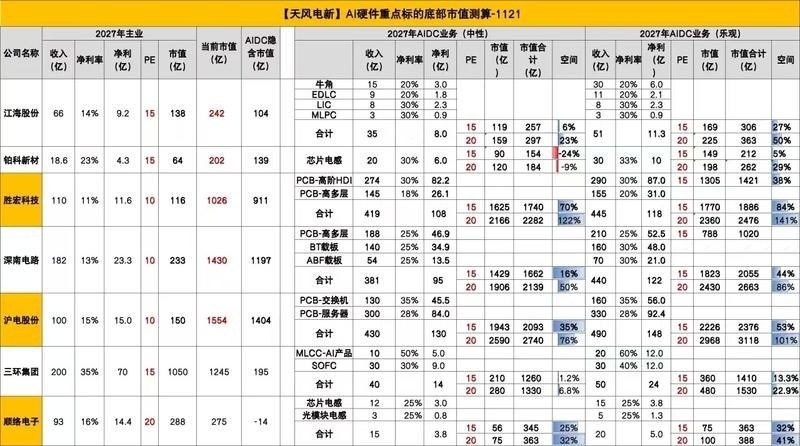 【天风电新】AI硬件重点标的底部市值测算-1121
公司名称 2027年主业 当前市值(亿) AIDC隐含市值(亿) 2027年AIDC业务（中性） 2027年AIDC业务（乐观）
收入(亿) 净利率 净利(亿) PE 市值(亿) 收入(亿) 净利率 净利(亿) PE 市值(亿) 市值合计(亿) 空间 收入(亿) 净利率 净利(亿) PE 市值(亿) 市值合计(亿) 空间
江海股份 66 14% 9.2 15 138 242 104
牛角 15 20% 3.0 30 20% 6.0
EDLC 9 20% 1.8 11 20% 2.1
LIC 8 30% 2.3 8 30% 2.3
MLPC 3 30% 0.9 3 30% 0.9
合计 35 8.0 15 119 257 6% 51 11.3 15 169 306 27%
20 159 297 23% 20 225 363 50%
铂科新材 18.6 23% 4.3 15 64 202 139
芯片电感 20 30% 6.0 15 90 154 -24% 30 33% 10 15 149 212 5%
20 120 184 -9% 20 198 262 29%
胜宏科技 110 11% 11.6 10 116 1026 911
PCB-高阶HDI 274 30% 82.2 290 30% 87.0 15 1305 1421 38%
PCB-高多层 145 18% 26.1 155 20% 31.0
合计 419 108 15 1625 1740 70% 445 118 15 1770 1886 84%
20 2166 2282 122% 20 2360 2476 141%
深南电路 182 13% 23.3 10 233 1430 1197
PCB-高多层 188 25% 46.9 210 25% 52.5 15 788 1020
BT载板 140 25% 34.9 160 30% 48.0
ABF载板 54 25% 13.5 70 30% 21.0
合计 381 95 15 1429 1662 16% 440 122 15 1823 2055 44%
20 1906 2139 50% 20 2430 2663 86%
沪电股份 100 15% 15.0 10 150 1554 1404
PCB-交换机 130 35% 45.5 160 35% 56.0
PCB-服务器 300 28% 84.0 330 28% 92.4
合计 430 130 15 1943 2093 35% 490 148 15 2226 2376 53%
20 2590 2740 76% 20 2968 3118 101%
三环集团 200 35% 70 15 1050 1245 195
MLCC-AI产品 10 50% 5.0 20 60% 12.0
SOFC 30 30% 9.0 30 40% 12.0
合计 40 14 15 210 1260 1.2% 50 24 15 360 1410 13.3%
20 280 1330 6.8% 20 480 1530 22.9%
顺络电子 93 16% 14.4 20 288 275 -14
芯片电感 12 25% 3.0 15 25% 3.8
光模块电感 3 25% 0.8 5 25% 1.3
合计 15 3.8 15 56 345 25% 20 5.0 15 75 363 32%
20 75 363 32% 20 100 388 41%